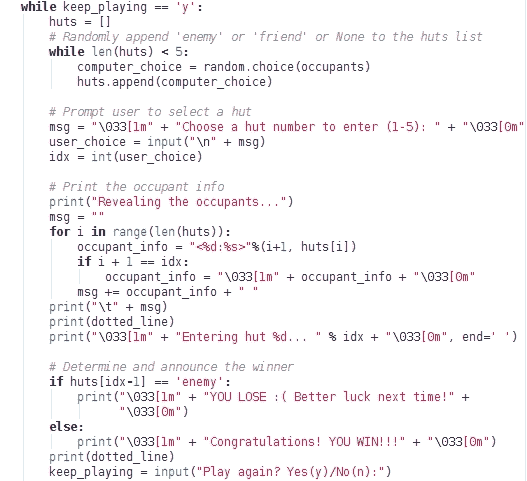 while keep_playing == 'y':
    huts = []
    # Randomly append 'enemy' or 'friend' or None to the huts list
    while len(huts) < 5:
        computer_choice = random.choice(occupants)
        huts.append(computer_choice)

    # Prompt user to select a hut
    msg = "\033[1m" + "Choose a hut number to enter (1-5): " + "\033[0m"
    user_choice = input("\n" + msg)
    idx = int(user_choice)

    # Print the occupant info
    print("Revealing the occupants...")
    msg = ""
    for i in range(len(huts)):
        occupant_info = "<%d:%s>"%(i+1, huts[i])
        if i + 1 == idx:
            occupant_info = "\033[1m" + occupant_info + "\033[0m"
        msg += occupant_info + " "
    print("\t" + msg)
    print(dotted_line)
    print("\033[1m" + "Entering hut %d... " % idx + "\033[0m", end=' ')

    # Determine and announce the winner
    if huts[idx-1] == 'enemy':
        print("\033[1m" + "YOU LOSE :( Better luck next time!" +
              "\033[0m")
    else:
        print("\033[1m" + "Congratulations! YOU WIN!!!" + "\033[0m")
    print(dotted_line)
    keep_playing = input("Play again? Yes(y)/No(n):")